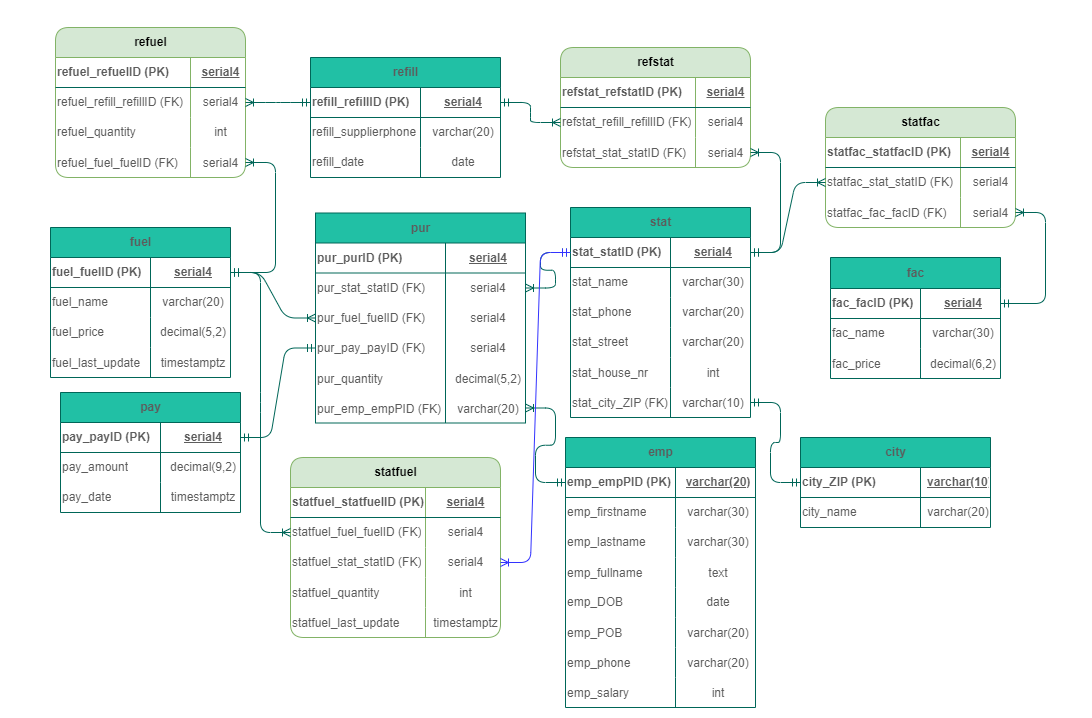 refuel
refuel_refuelID (PK) serial4
refuel_refill_refillID (FK) serial4
refuel_quantity int
refuel_fuel_fuelID (FK) serial4
refill
refill_refillID (PK) serial4
refill_supplierphone varchar(20)
refill_date date
refstat
refstat_refstatID (PK) serial4
refstat_refill_refillID (FK) serial4
refstat_stat_statID (FK) serial4
statfac
statfac_statfacID (PK) serial4
statfac_stat_statID (FK) serial4
statfac_fac_facID (FK) serial4
fuel
fuel_fuelID (PK) serial4
fuel_name varchar(20)
fuel_price decimal(5,2)
fuel_last_update timestamptz
pur
pur_purID (PK) serial4
pur_stat_statID (FK) serial4
pur_fuel_fuelID (FK) serial4
pur_pay_payID (FK) serial4
pur_quantity decimal(5,2)
pur_emp_empPID (FK) varchar(20)
stat
stat_statID (PK) serial4
stat_name varchar(30)
stat_phone varchar(20)
stat_street varchar(20)
stat_house_nr int
stat_city_ZIP (FK) varchar(10)
fac
fac_facID (PK) serial4
fac_name varchar(30)
fac_price decimal(6,2)
pay
pay_payID (PK) serial4
pay_amount decimal(9,2)
pay_date timestamptz
statfuel
statfuel_statfuelID (PK) serial4
statfuel_fuel_fuelID (FK) serial4
statfuel_stat_statID (FK) serial4
statfuel_quantity int
statfuel_last_update timestamptz
emp
emp_empPID (PK) varchar(20)
emp_firstname varchar(30)
emp_lastname varchar(30)
emp_fullname text
emp_DOB date
emp_POB varchar(20)
emp_phone varchar(20)
emp_salary int
city
city_ZIP (PK) varchar(10
city_name varchar(20)